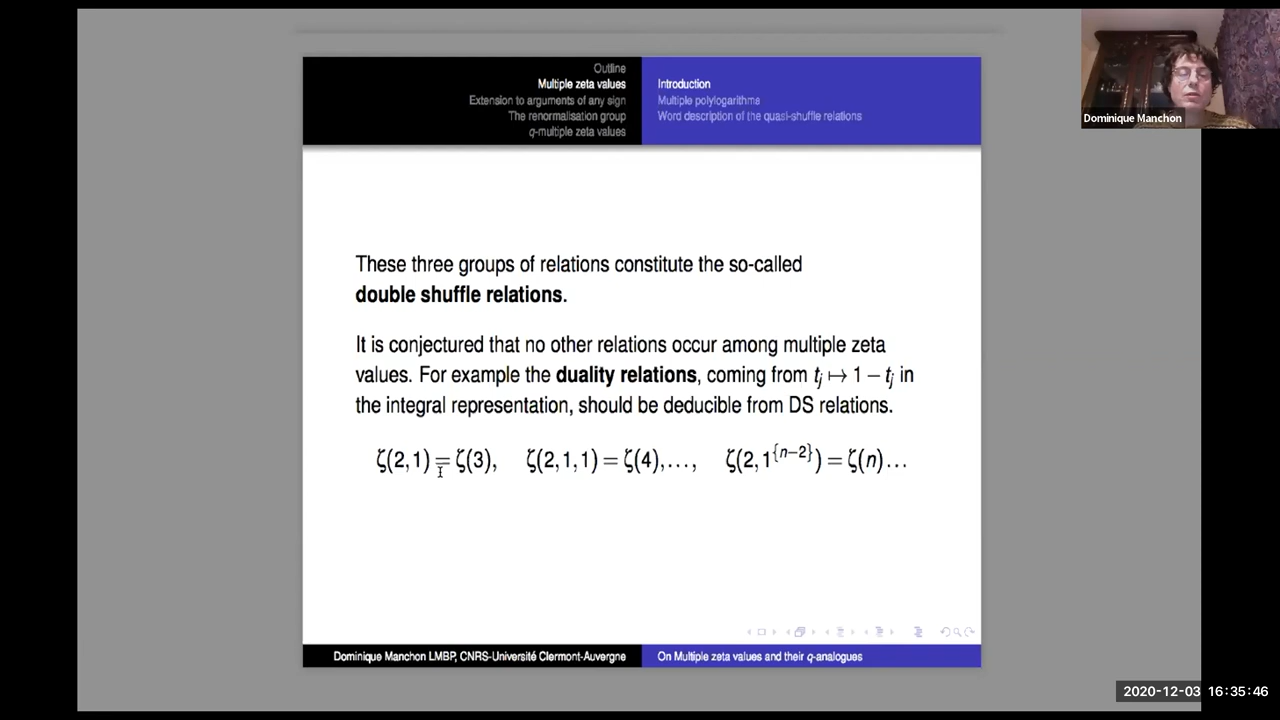 Outline
Multiple zeta values
Extension to arguments of any sign
The renormalisation group
q-multiple zeta values
Introduction
Multiple polylogarithms
Word description of the quasi-shuffle relations
Dominique Manchon
These three groups of relations constitute the so-called
double shuffle relations.
It is conjectured that no other relations occur among multiple zeta
values. For example the duality relations, coming from t_j ↦ 1 − t_j in
the integral representation, should be deducible from DS relations.
ζ(2,1) = ζ(3), ζ(2,1,1) = ζ(4),..., ζ(2,1^{n−2}) = ζ(n)...
Dominique Manchon LMBP, CNRS-Université Clermont-Auvergne
On Multiple zeta values and their q-analogues
2020-12-03 16:35:46